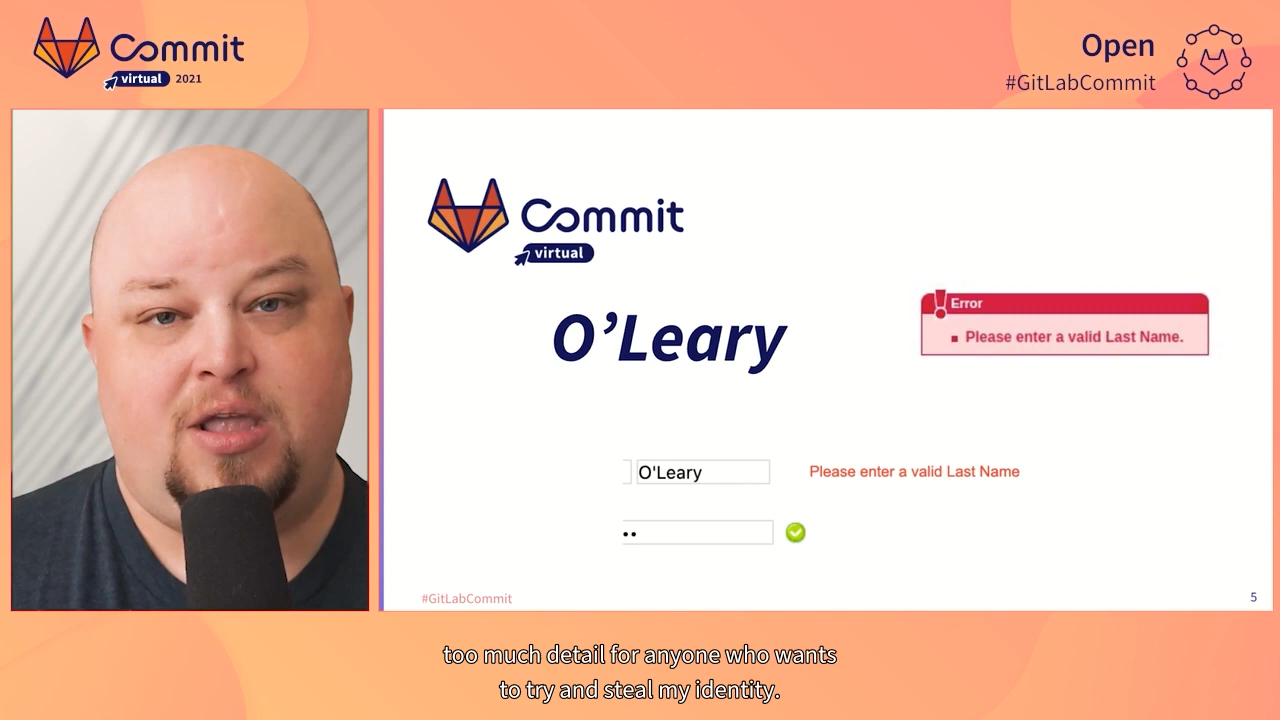 Commit
virtual 2021
Open
#GitLabCommit
Commit
virtual
O’Leary
Error
Please enter a valid Last Name.
O'Leary
Please enter a valid Last Name
#GitLabCommit
5
too much detail for anyone who wants
to try and steal my identity.